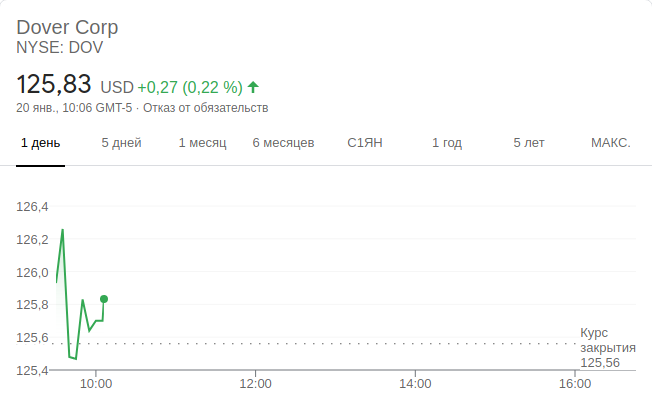 Dover Corp
NYSE: DOV
125,83 USD +0,27 (0,22 %)
20 янв., 10:06 GMT-5 · Отказ от обязательств
1 день 5 дней 1 месяц 6 месяцев С1ЯН 1 год 5 лет МАКС.
126,4
126,2
126,0
125,8
125,6
125,4
Курс
закрытия
125,56
10:00 12:00 14:00 16:00